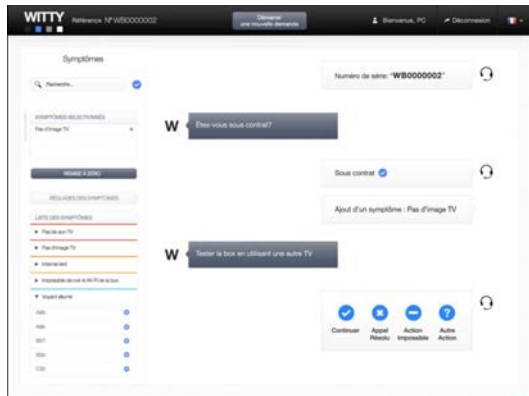 WITTY
Référence N° WB0000002
Démarrer
une nouvelle demande
Bienvenue, PC
Déconnexion
Symptômes
Recherche...
SYMPTÔMES SÉLECTIONNÉS
Pas d'image TV
REMISE À ZÉRO
RÉGLAGES DES SYMPTÔMES
LISTE DES SYMPTÔMES
Pas de son TV
Pas d'image TV
Internet lent
Impossible de voir le Wi-Fi de la box
Voyant allumé
Numéro de série: "WB0000002"
W
Êtes-vous sous contrat?
Sous contrat
Ajout d'un symptôme : Pas d'image TV
W
Tester la box en utilisant une autre TV
Continuer
Appel
Résolu
Action
Impossible
Autre
Action